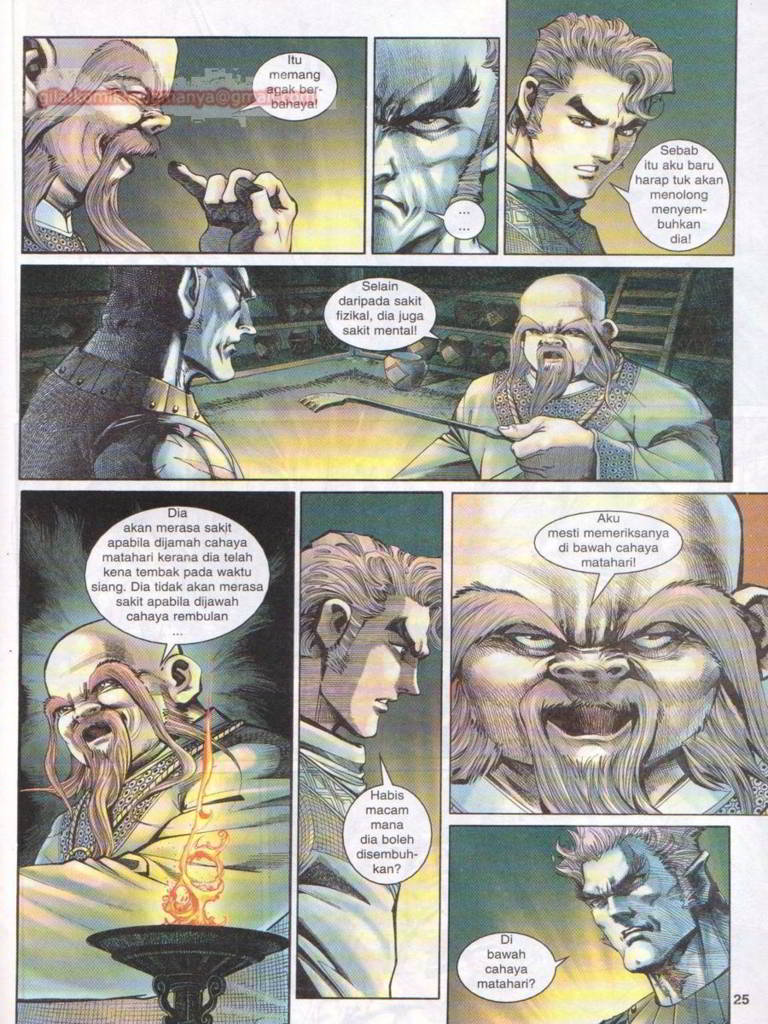 Itu
memang
agak ber-
bahaya!
...
...
Sebab
itu aku baru
harap tuk akan
menolong
menyem-
buhkan
dia!
Selain
daripada sakit
fizikal, dia juga
sakit mental!
Dia
akan merasa sakit
apabila dijamah cahaya
matahari kerana dia telah
kena tembak pada waktu
siang. Dia tidak akan merasa
sakit apabila dijawah
cahaya rembulan
...
Habis
macam
mana
dia boleh
disembuh-
kan?
Aku
mesti memeriksanya
di bawah cahaya
matahari!
Di
bawah
cahaya
matahari?
25